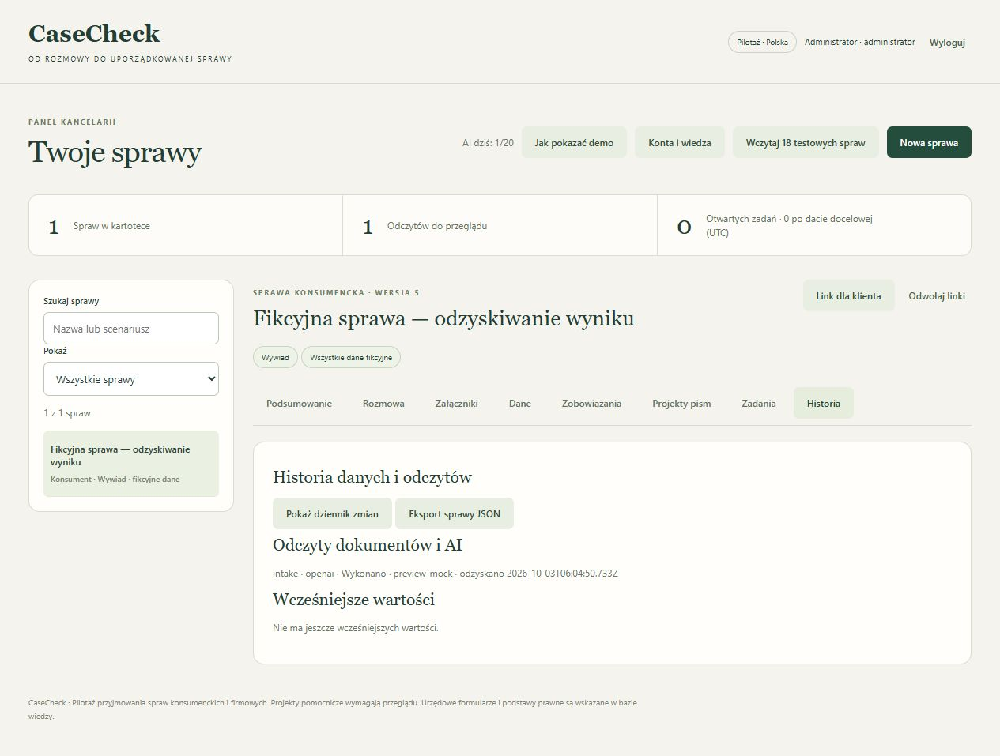 CaseCheck
OD ROZMOWY DO UPORZĄDKOWANEJ SPRAWY
Pilotaż · Polska
Administrator · administrator
Wyloguj
PANEL KANCELARII
Twoje sprawy
AI dziś: 1/20
Jak pokazać demo
Konta i wiedza
Wczytaj 18 testowych spraw
Nowa sprawa
1 Spraw w kartotece
1 Odczytów do przeglądu
0 Otwartych zadań · 0 po dacie docelowej
(UTC)
Szukaj sprawy
Nazwa lub scenariusz
Pokaż
Wszystkie sprawy
1 z 1 spraw
Fikcyjna sprawa — odzyskiwanie
wyniku
Konsument · Wywiad · fikcyjne dane
SPRAWA KONSUMENCKA · WERSJA 5
Fikcyjna sprawa — odzyskiwanie wyniku
Link dla klienta
Odwołaj linki
Wywiad
Wszystkie dane fikcyjne
Podsumowanie
Rozmowa
Załączniki
Dane
Zobowiązania
Projekty pism
Zadania
Historia
Historia danych i odczytów
Pokaż dziennik zmian
Eksport sprawy JSON
Odczyty dokumentów i AI
intake · openai · Wykonano · preview-mock · odzyskano 2026-10-03T06:04:50.733Z
Wcześniejsze wartości
Nie ma jeszcze wcześniejszych wartości.
CaseCheck · Pilotaż przyjmowania spraw konsumenckich i firmowych. Projekty pomocnicze wymagają przeglądu. Urzędowe formularze i podstawy prawne są wskazane w bazie
wiedzy.